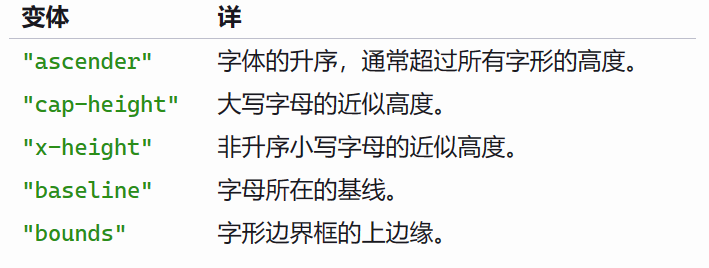 变体 详
"ascender" 字体的升序，通常超过所有字形的高度。
"cap-height" 大写字母的近似高度。
"x-height" 非升序小写字母的近似高度。
"baseline" 字母所在的基线。
"bounds" 字形边界框的上边缘。